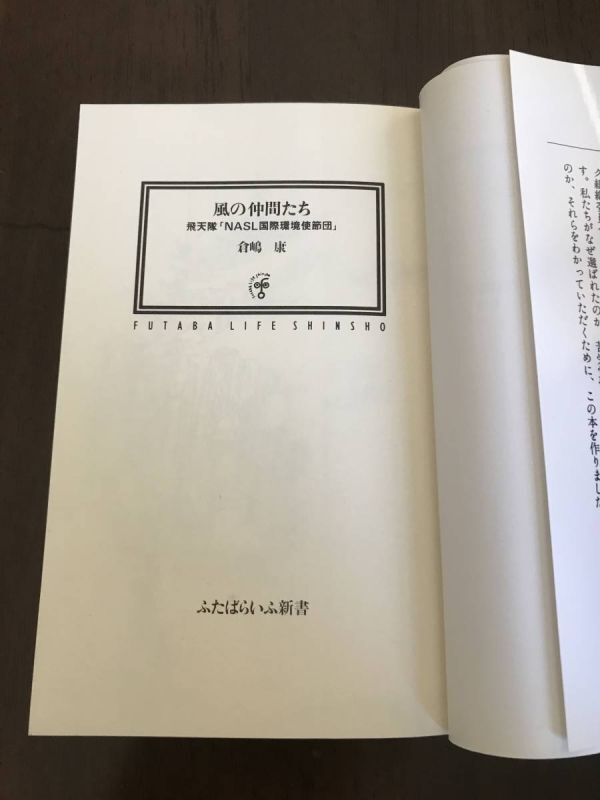 風の仲間たち
飛天隊「NASL国際環境使節団」
倉嶋 康
FUTABA LIFE SHINSHO
ふたばらいふ新書
す。私たちがなぜ選ばれたのか
のか、それらをわかっていただくために、この本を作りました